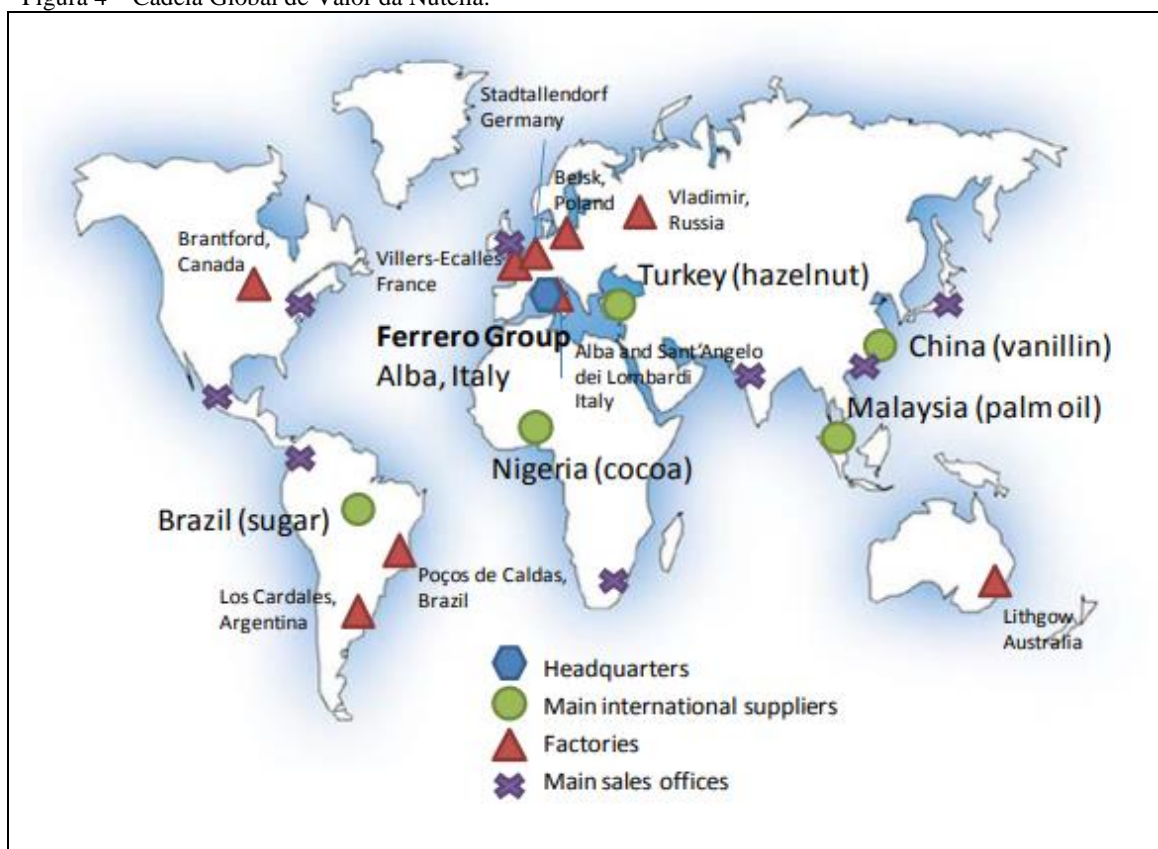 Figura 4 – Cadeia Global de Valor da Nutella.
Stadtallendorf
Germany
Belsk,
Poland
Vladimir,
Russia
Brantford,
Canada
Villers-Ecalles
France
Turkey (hazelnut)
Ferrero Group
Alba, Italy
Alba and Sant'Angelo
dei Lombardi
Italy
China (vanillin)
Malaysia (palm oil)
Nigeria (cocoa)
Brazil (sugar)
Poços de Caldas,
Brazil
Los Cardales,
Argentina
Lithgow
Australia
Headquarters
Main international suppliers
Factories
Main sales offices